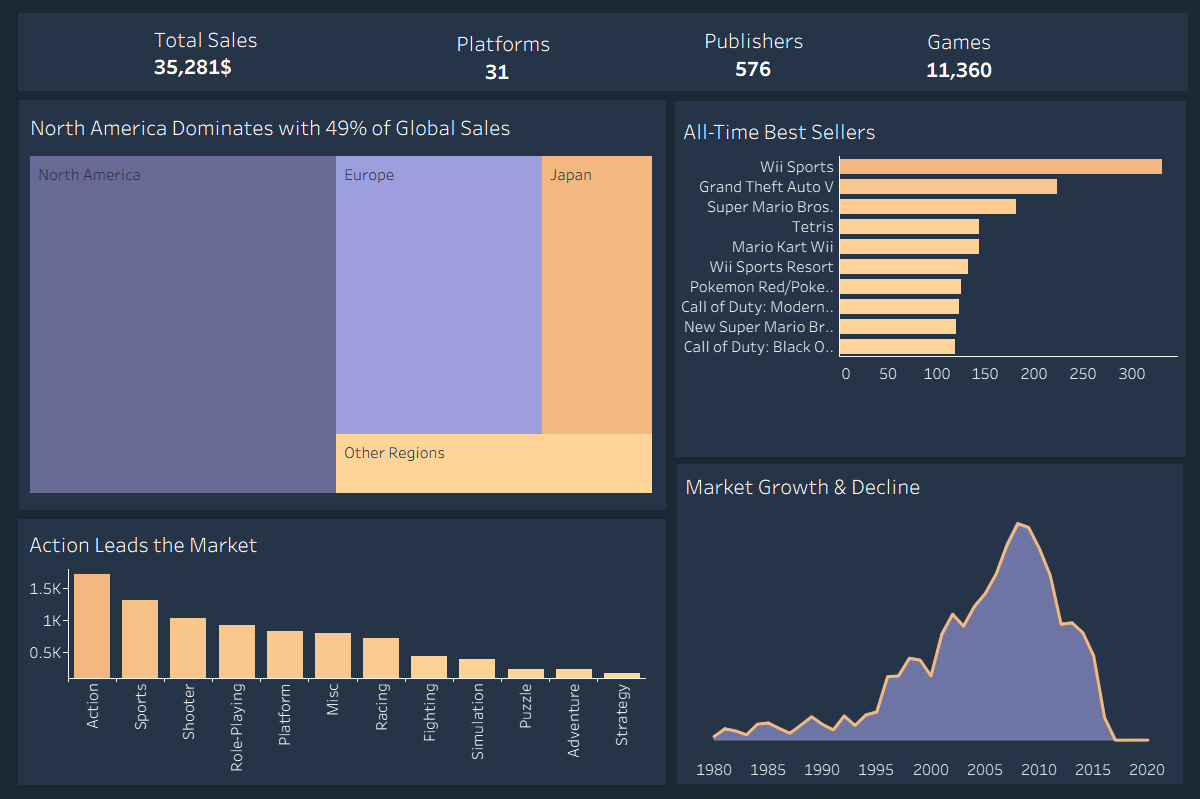 Total Sales
35,281$
Platforms
31
Publishers
576
Games
11,360
North America Dominates with 49% of Global Sales
North America
Europe
Japan
Other Regions
All-Time Best Sellers
Wii Sports
Grand Theft Auto V
Super Mario Bros.
Tetris
Mario Kart Wii
Wii Sports Resort
Pokemon Red/Poke..
Call of Duty: Modern..
New Super Mario Br..
Call of Duty: Black O..
0 50 100 150 200 250 300
Action Leads the Market
1.5K
1K
0.5K
Action
Sports
Shooter
Role-Playing
Platform
Misc
Racing
Fighting
Simulation
Puzzle
Adventure
Strategy
Market Growth & Decline
1980 1985 1990 1995 2000 2005 2010 2015 2020